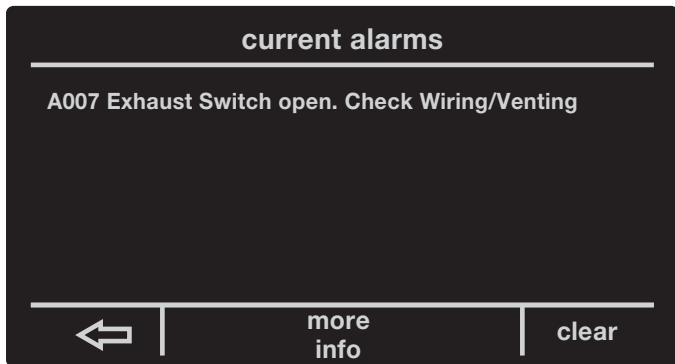 current alarms
A007 Exhaust Switch open. Check Wiring/Venting
more
info
clear